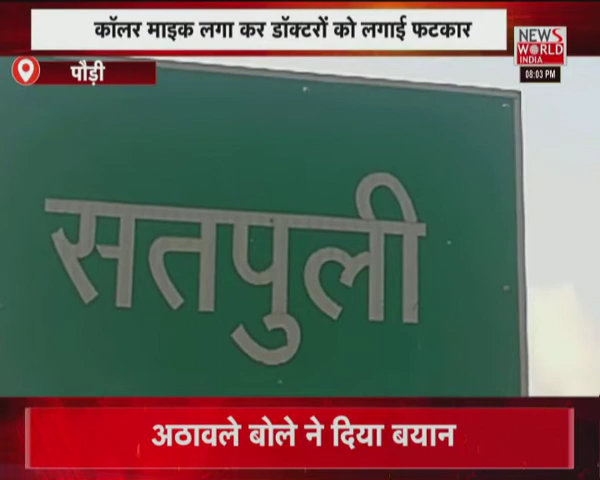 कॉलर माइक लगा कर डॉक्टरों को लगाई फटकार
NEWS
WORLD
INDIA
08:03 PM
पौड़ी
सतपुली
अठावले बोले ने दिया बयान